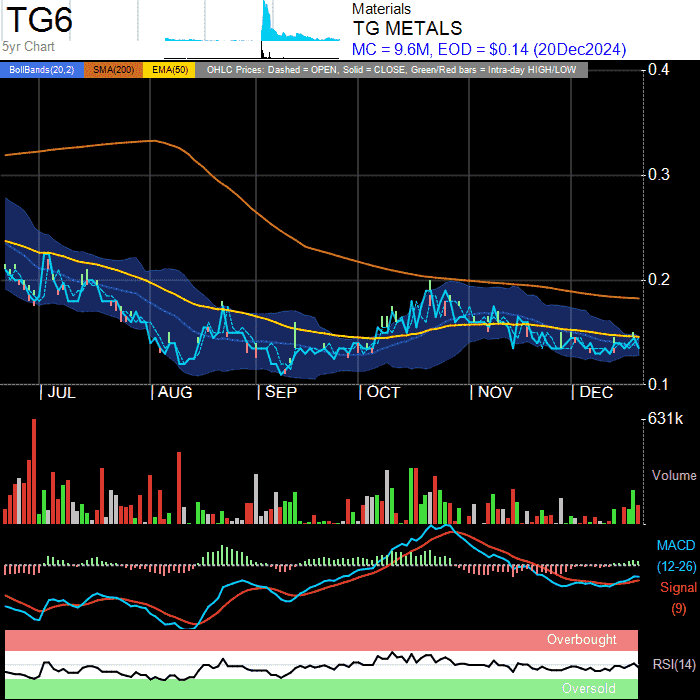 TG6
5yr Chart
Materials
TG METALS
MC = 9.6M, EOD = $0.14 (20Dec2024)
BollBands(20,2) SMA(200) EMA(50) OHLC Prices: Dashed = OPEN, Solid = CLOSE, Green/Red bars = Intra-day HIGH/LOW
0.4
0.3
0.2
0.1
JUL AUG SEP OCT NOV DEC
631k
Volume
MACD
(12-26)
Signal
(9)
Overbought
RSI(14)
Oversold